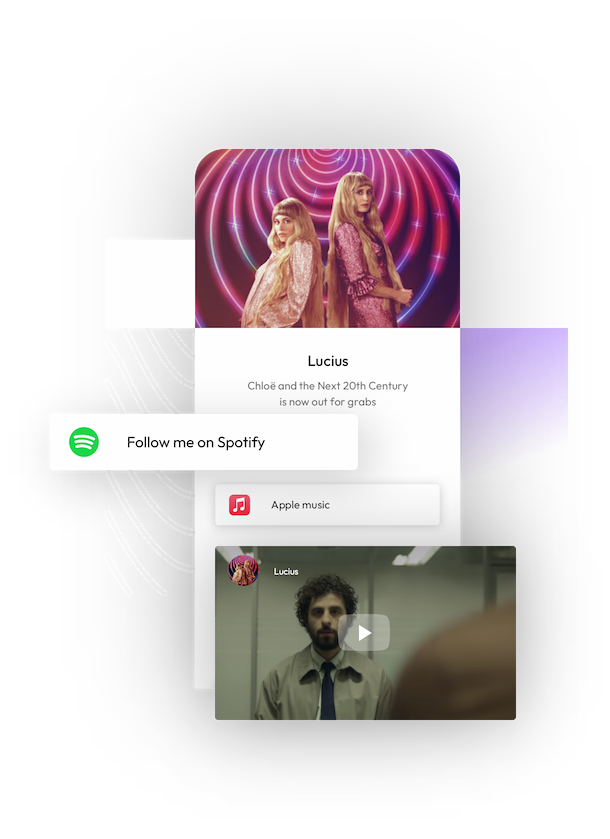 Lucius
Chloë and the Next 20th Century
is now out for grabs
Follow me on Spotify
Apple music
Lucius